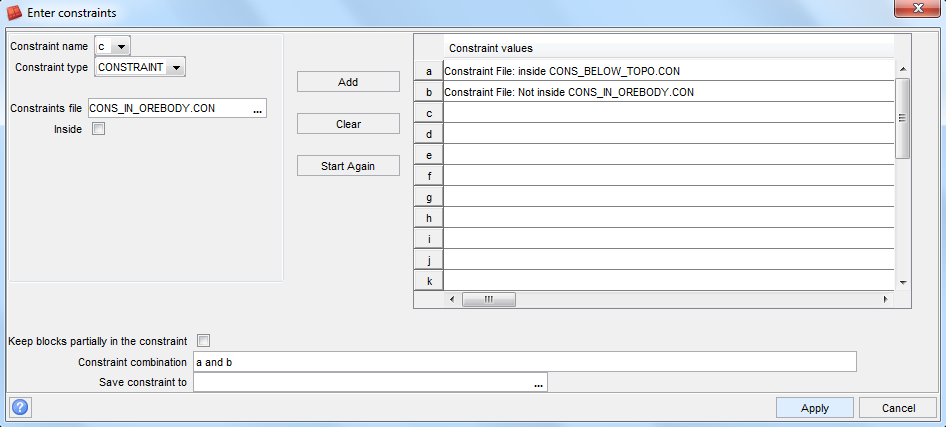 Enter constraints
Constraint name c
Constraint type CONSTRAINT
Constraints file CONS_IN_OREBODY.CON ...
Inside
Add
Clear
Start Again
Constraint values
a Constraint File: inside CONS_BELOW_TOPO.CON
b Constraint File: Not inside CONS_IN_OREBODY.CON
c
d
e
f
g
h
i
j
k
Keep blocks partially in the constraint
Constraint combination a and b
Save constraint to ...
? Apply Cancel